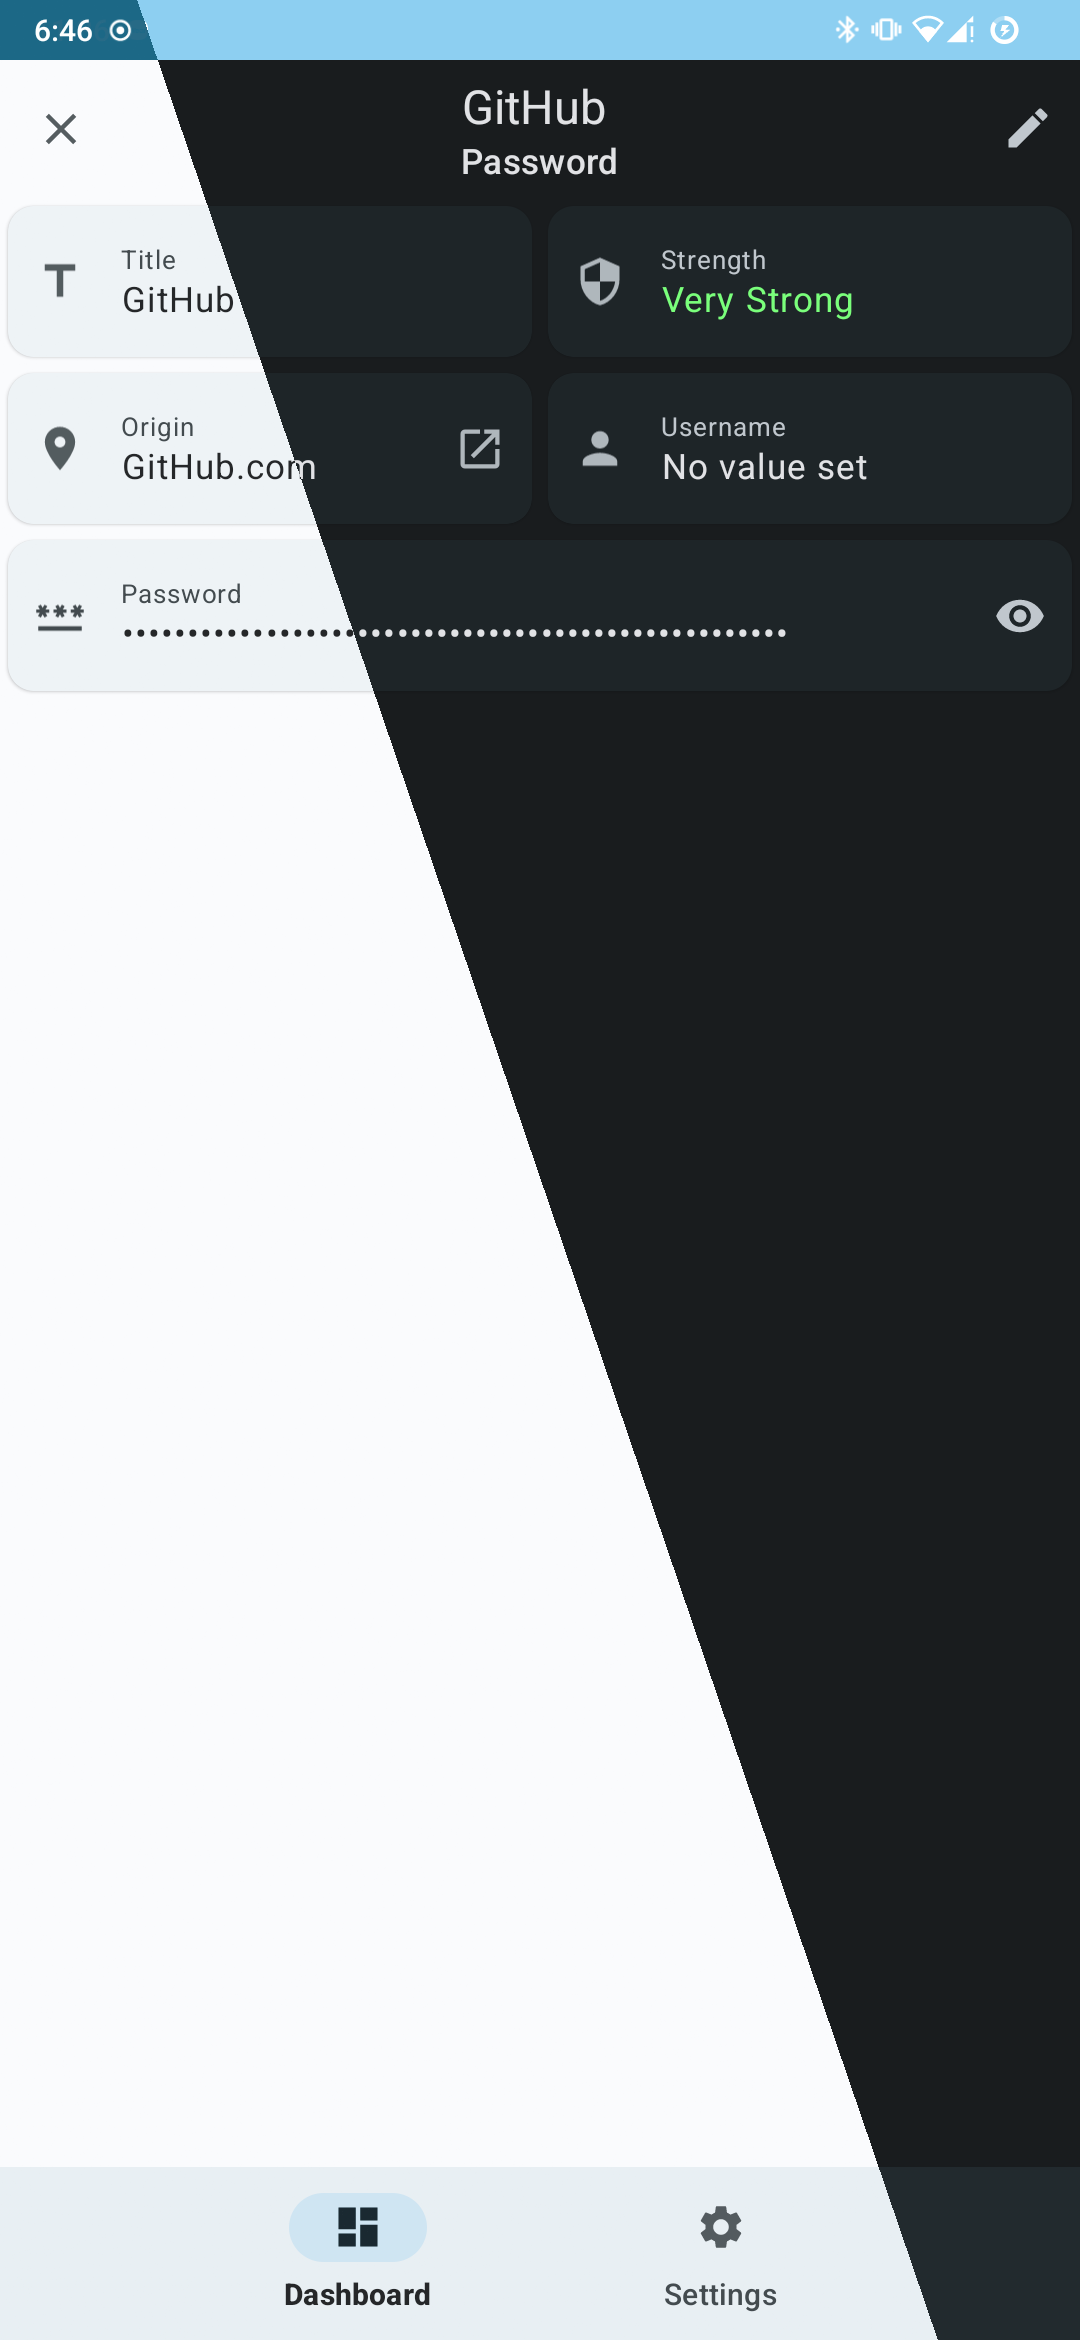 6:46
GitHub
Password
Title
GitHub
Strength
Very Strong
Origin
GitHub.com
Username
No value set
Password
•••••••••••••••••••••••••••••••••••••••••••••••••••
Dashboard
Settings